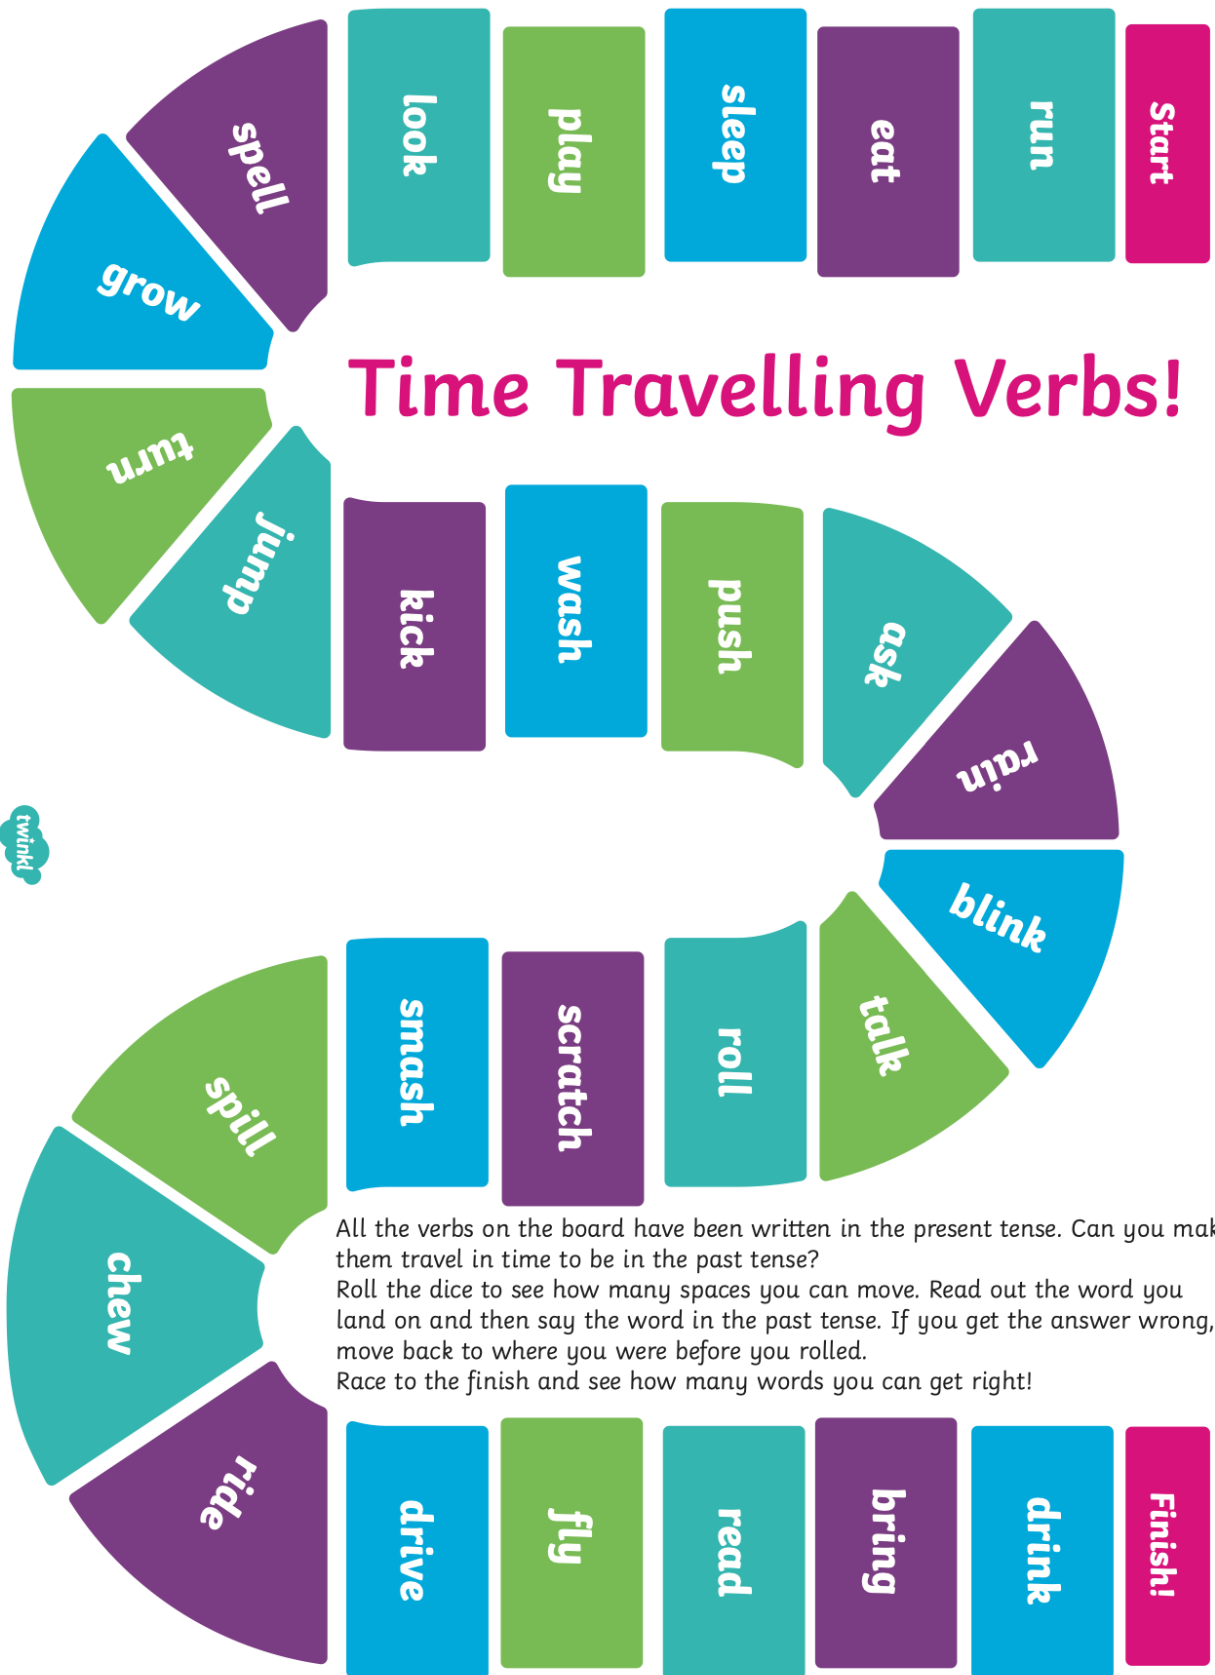 Start
run
eat
sleep
play
look
spell
grow
turn
jump
kick
wash
push
ask
rain
blink
talk
roll
scratch
smash
spill
chew
ride
drive
fly
read
bring
drink
Finish!
Time Travelling Verbs!
All the verbs on the board have been written in the present tense. Can you mak
them travel in time to be in the past tense?
Roll the dice to see how many spaces you can move. Read out the word you
land on and then say the word in the past tense. If you get the answer wrong,
move back to where you were before you rolled.
Race to the finish and see how many words you can get right!
twinkl